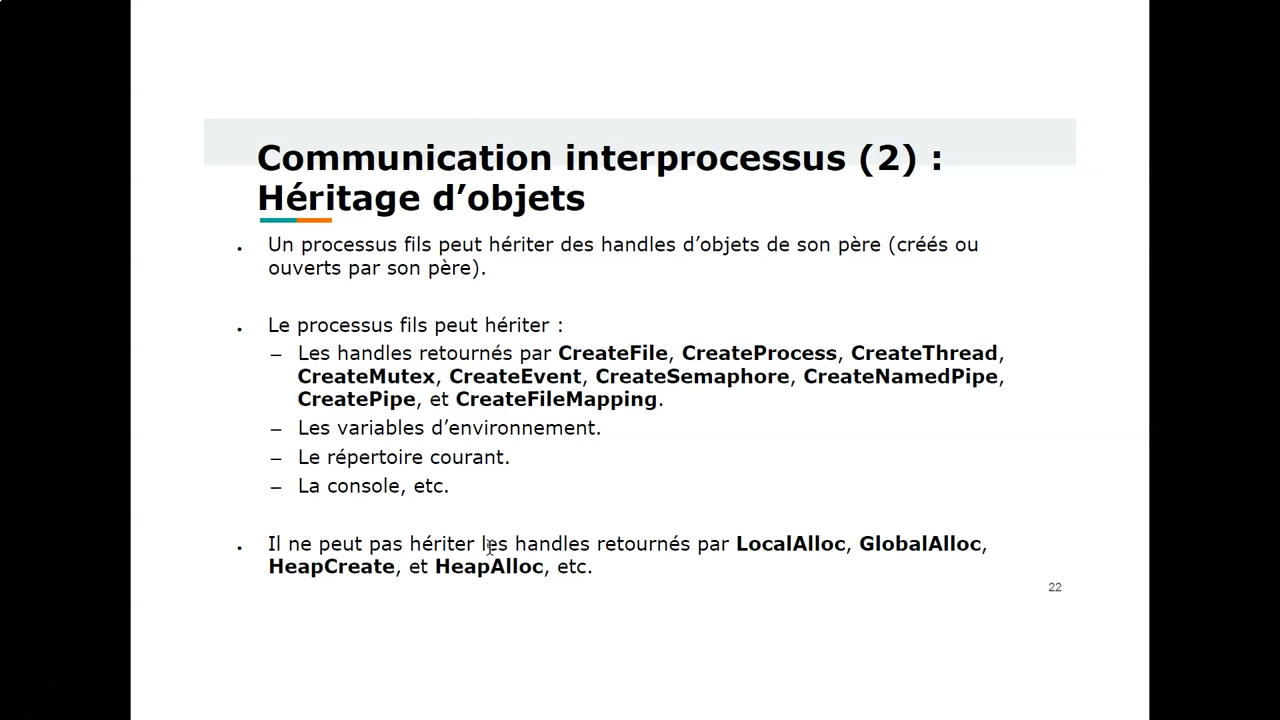 Communication interprocessus (2) :
Héritage d’objets
• Un processus fils peut hériter des handles d’objets de son père (créés ou
ouverts par son père).
• Le processus fils peut hériter :
– Les handles retournés par CreateFile, CreateProcess, CreateThread,
CreateMutex, CreateEvent, CreateSemaphore, CreateNamedPipe,
CreatePipe, et CreateFileMapping.
– Les variables d’environnement.
– Le répertoire courant.
– La console, etc.
• Il ne peut pas hériter les handles retournés par LocalAlloc, GlobalAlloc,
HeapCreate, et HeapAlloc, etc.
22